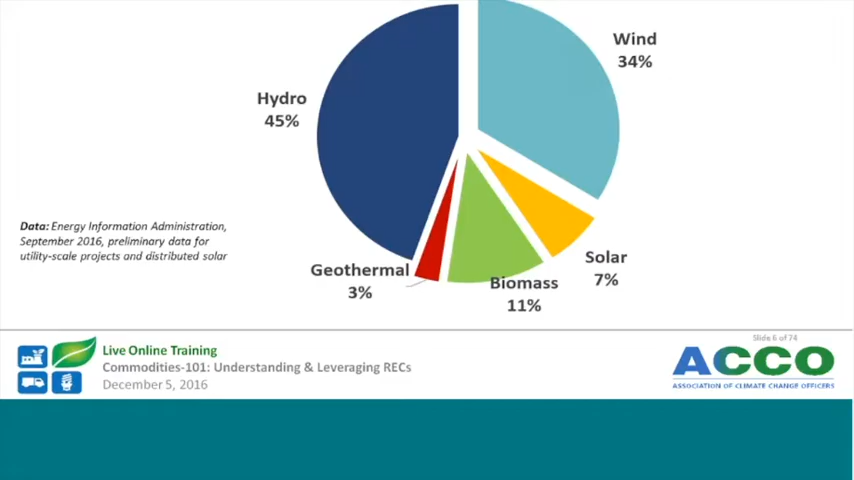 Wind
34%
Hydro
45%
Data: Energy Information Administration,
September 2016, preliminary data for
utility-scale projects and distributed solar
Geothermal
3%
Biomass
11%
Solar
7%
Slide 6 of 74
Live Online Training
Commodities-101: Understanding & Leveraging RECs
December 5, 2016
ACCO
ASSOCIATION OF CLIMATE CHANGE OFFICERS